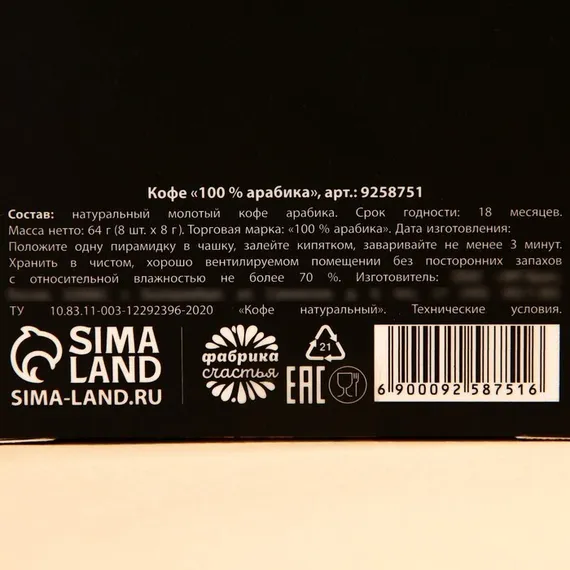 Кофе «100 % арабика», арт.: 9258751
Состав: натуральный молотый кофе арабика. Срок годности: 18 месяцев.
Масса нетто: 64 г (8 шт. х 8 г). Торговая марка: «100 % арабика». Дата изготовления:
Положите одну пирамидку в чашку, залейте кипятком, заваривайте не менее 3 минут.
Хранить в чистом, хорошо вентилируемом помещении без посторонних запахов
с относительной влажностью не более 70 %. Изготовитель:
ТУ 10.83.11-003-12292396-2020 «Кофе натуральный». Технические условия.
SIMA
LAND
SIMA-LAND.RU
фабрика
счастья
21
EAC
6 900092 587516